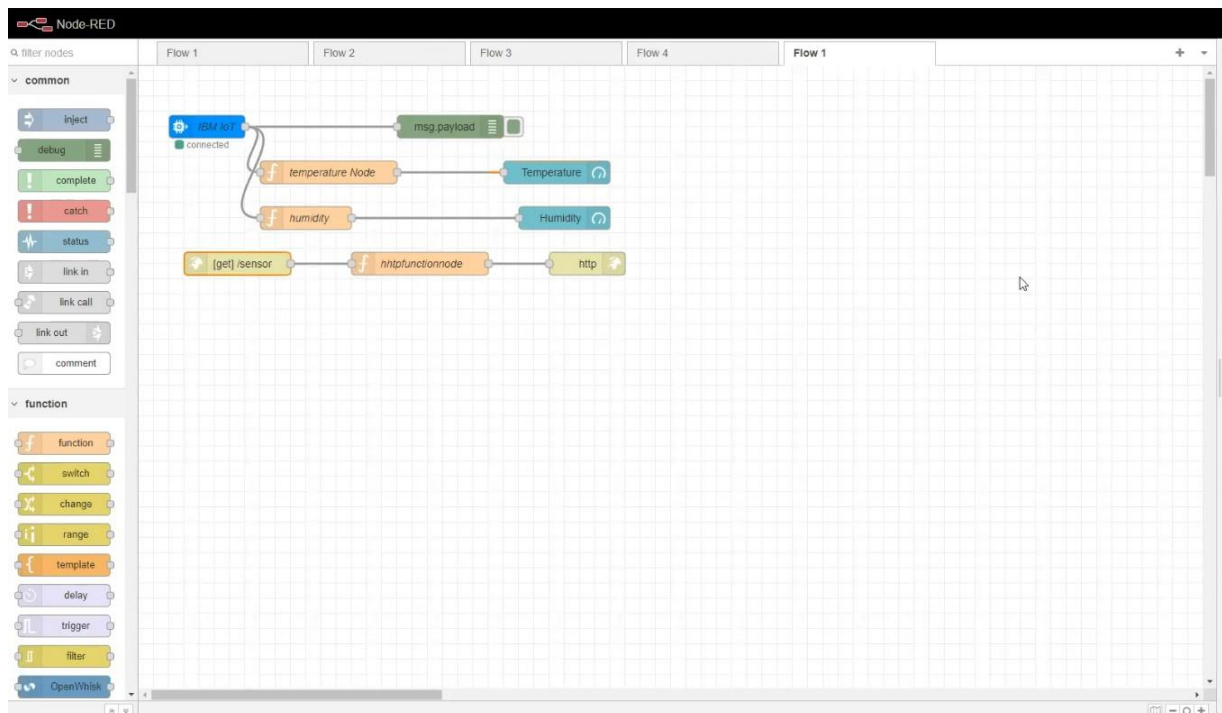 Node-RED
filter nodes
Flow 1
Flow 2
Flow 3
Flow 4
Flow 1
common
inject
debug
complete
catch
status
link in
link call
link out
comment
function
function
switch
change
range
template
delay
trigger
filter
OpenWhisk
IBM IoT
connected
msg.payload
temperature Node
Temperature
humidity
Humidity
[get] /sensor
hhtpfunctionnode
http